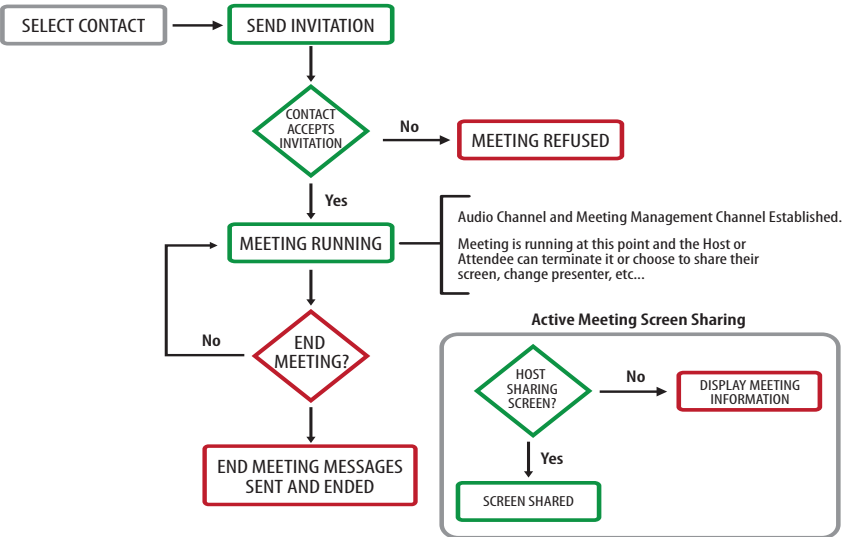 SELECT CONTACT
SEND INVITATION
CONTACT
ACCEPTS
INVITATION
No
MEETING REFUSED
Yes
Audio Channel and Meeting Management Channel Established.
MEETING RUNNING
Meeting is running at this point and the Host or
Attendee can terminate it or choose to share their
screen, change presenter, etc...
No
END
MEETING?
END MEETING MESSAGES
SENT AND ENDED
Active Meeting Screen Sharing
HOST
SHARING
SCREEN?
No
DISPLAY MEETING
INFORMATION
Yes
SCREEN SHARED